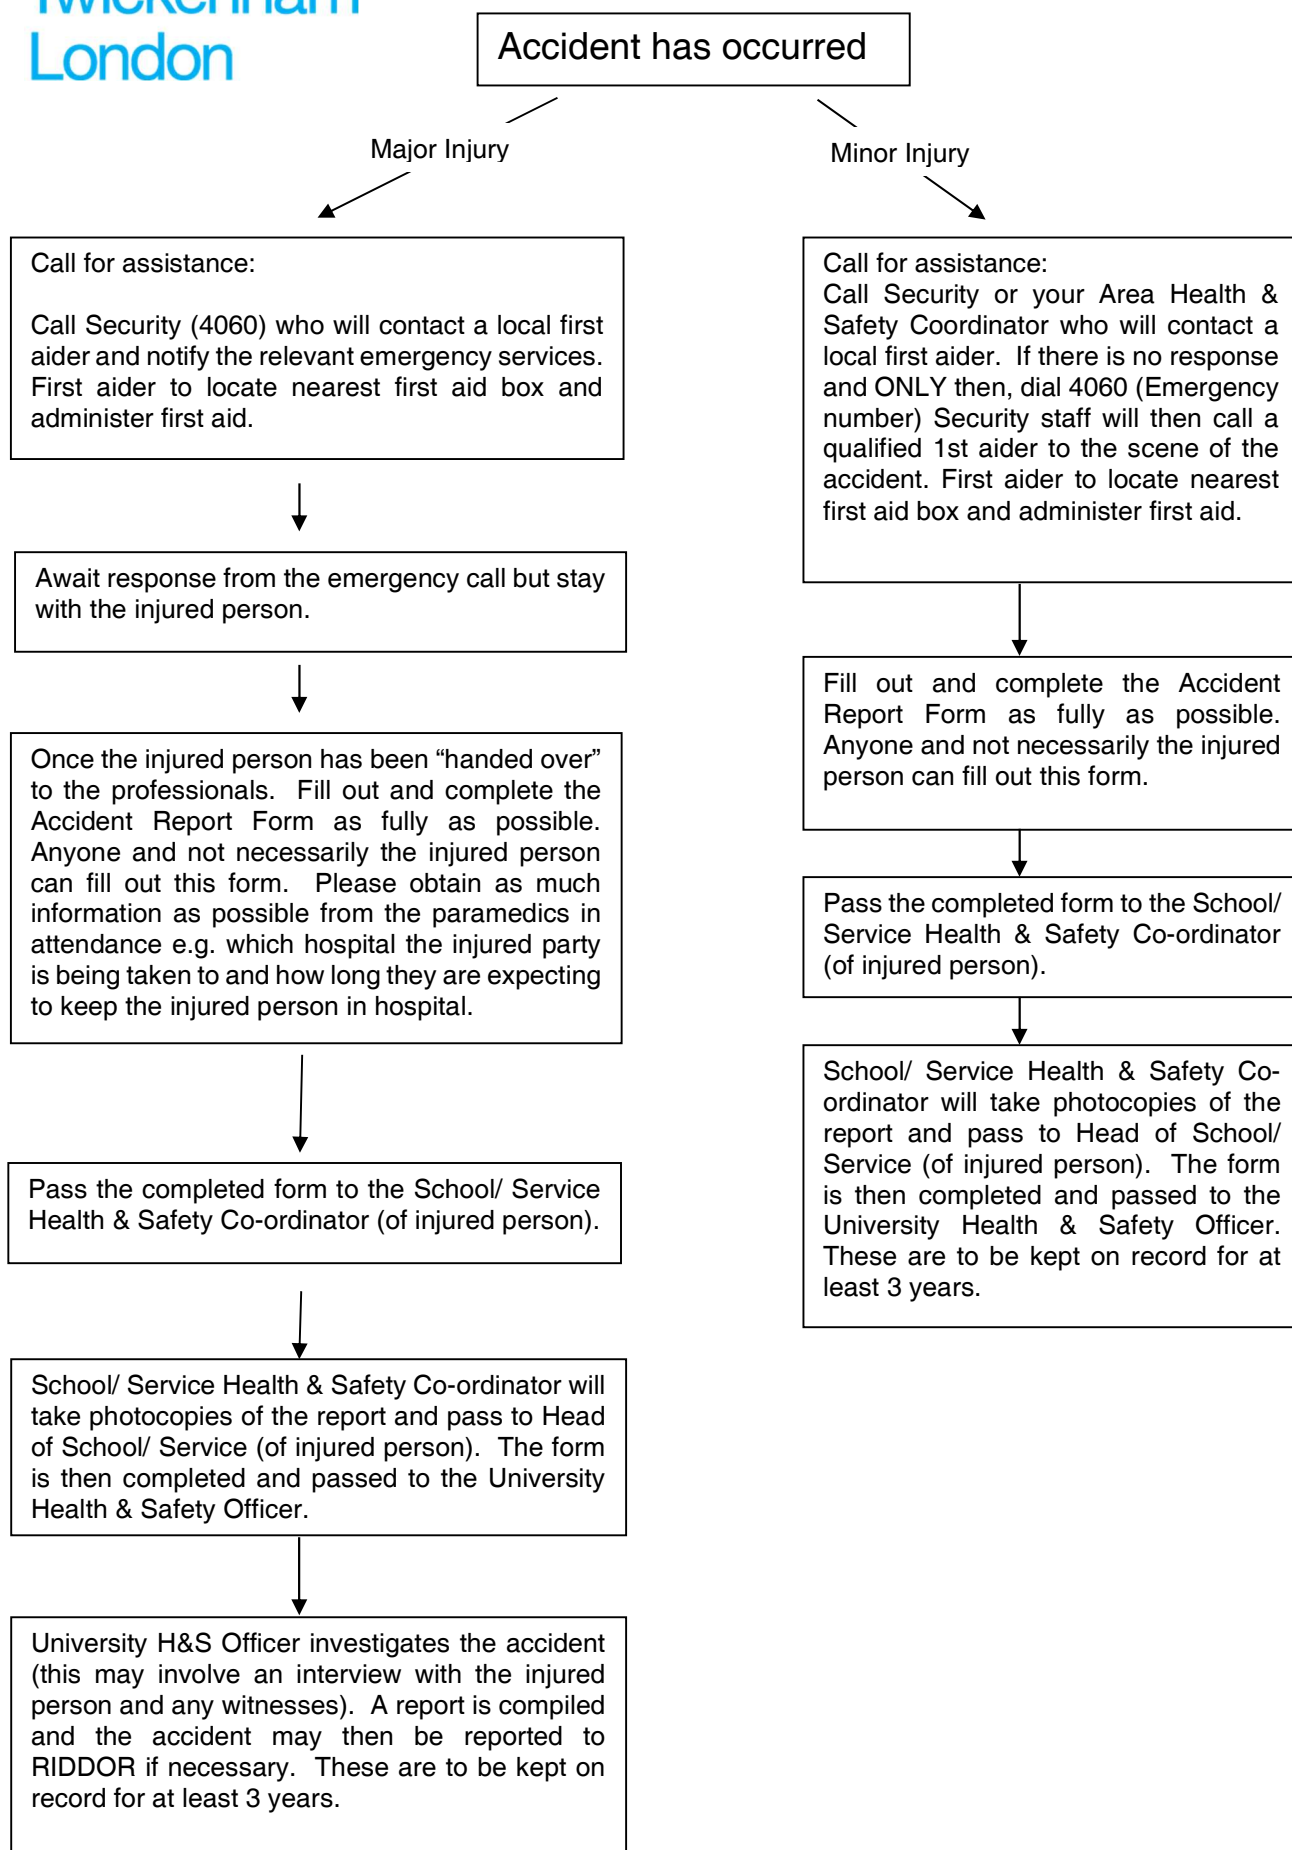 Twickenham
London
Accident has occurred
Major Injury
Minor Injury
Call for assistance:
Call Security (4060) who will contact a local first
aider and notify the relevant emergency services.
First aider to locate nearest first aid box and
administer first aid.
Await response from the emergency call but stay
with the injured person.
Once the injured person has been “handed over”
to the professionals. Fill out and complete the
Accident Report Form as fully as possible.
Anyone and not necessarily the injured person
can fill out this form. Please obtain as much
information as possible from the paramedics in
attendance e.g. which hospital the injured party
is being taken to and how long they are expecting
to keep the injured person in hospital.
Pass the completed form to the School/ Service
Health & Safety Co-ordinator (of injured person).
School/ Service Health & Safety Co-ordinator will
take photocopies of the report and pass to Head
of School/ Service (of injured person). The form
is then completed and passed to the University
Health & Safety Officer.
University H&S Officer investigates the accident
(this may involve an interview with the injured
person and any witnesses). A report is compiled
and the accident may then be reported to
RIDDOR if necessary. These are to be kept on
record for at least 3 years.
Call for assistance:
Call Security or your Area Health &
Safety Coordinator who will contact a
local first aider. If there is no response
and ONLY then, dial 4060 (Emergency
number) Security staff will then call a
qualified 1st aider to the scene of the
accident. First aider to locate nearest
first aid box and administer first aid.
Fill out and complete the Accident
Report Form as fully as possible.
Anyone and not necessarily the injured
person can fill out this form.
Pass the completed form to the School/
Service Health & Safety Co-ordinator
(of injured person).
School/ Service Health & Safety Co-
ordinator will take photocopies of the
report and pass to Head of School/
Service (of injured person). The form
is then completed and passed to the
University Health & Safety Officer.
These are to be kept on record for at
least 3 years.